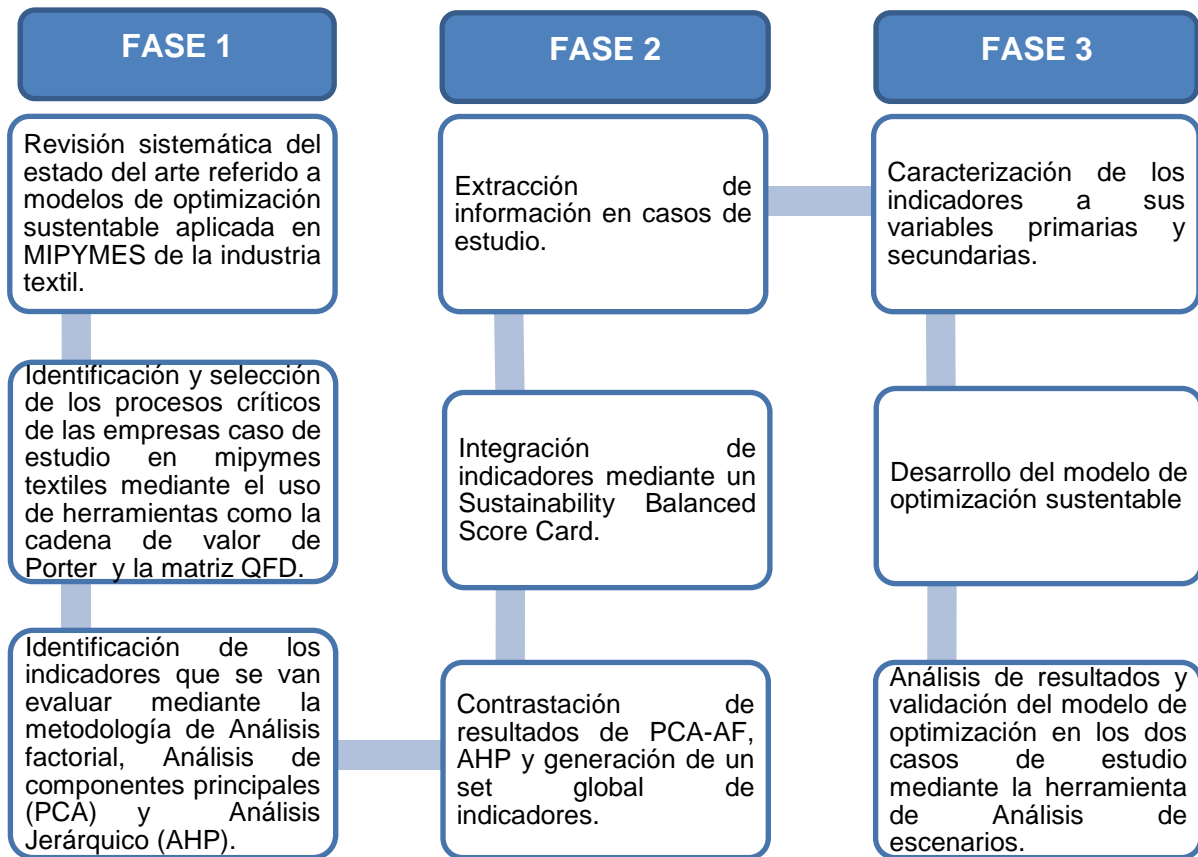 FASE 1
Revisión sistemática del
estado del arte referido a
modelos de optimización
sustentable aplicada en
MIPYMES de la industria
textil.
Identificación y selección
de los procesos críticos
de las empresas caso de
estudio en mipymes
textiles mediante el uso
de herramientas como la
cadena de valor de
Porter y la matriz QFD.
Identificación de los
indicadores que se van
evaluar mediante la
metodología de Análisis
factorial, Análisis de
componentes principales
(PCA) y Análisis
Jerárquico (AHP).
FASE 2
Extracción de
información en casos de
estudio.
Integración de
indicadores mediante un
Sustainability Balanced
Score Card.
Contrastación de
resultados de PCA-AF,
AHP y generación de un
set global de
indicadores.
FASE 3
Caracterización de los
indicadores a sus
variables primarias y
secundarias.
Desarrollo del modelo de
optimización sustentable
Análisis de resultados y
validación del modelo de
optimización en los dos
casos de estudio
mediante la herramienta
de Análisis de
escenarios.